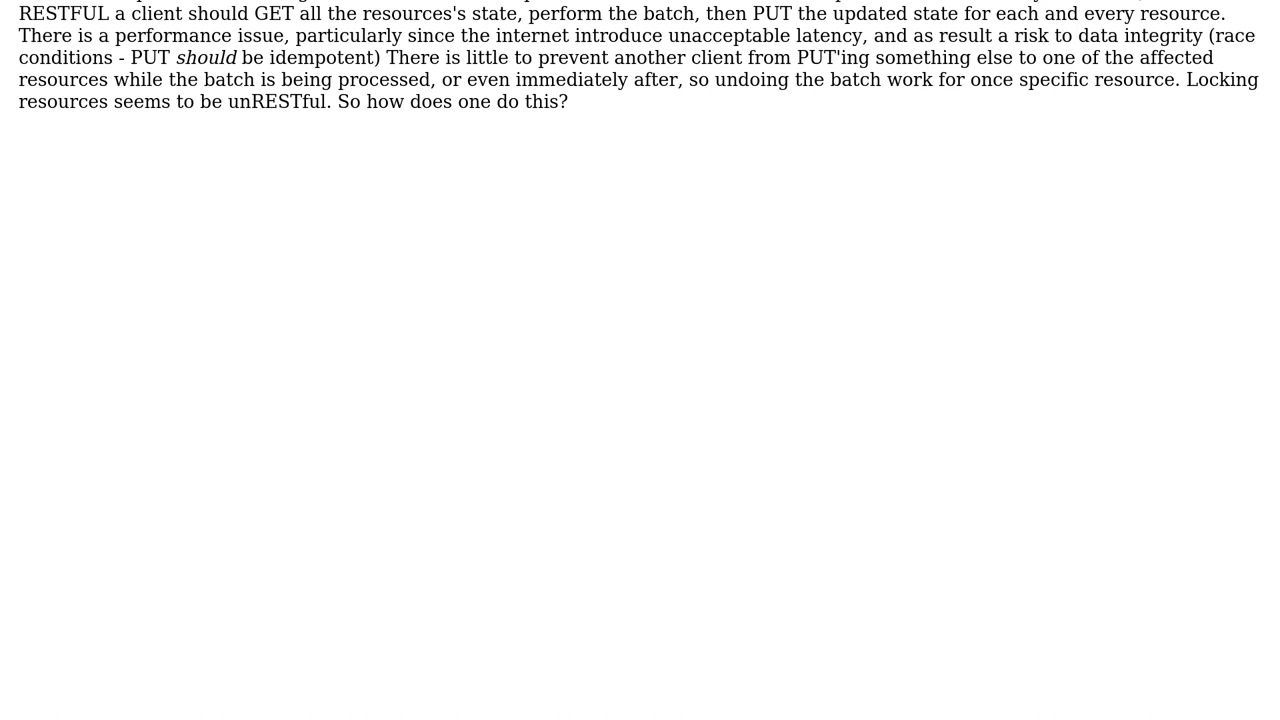 RESTFUL a client should GET all the resources's state, perform the batch, then PUT the updated state for each and every resource.
There is a performance issue, particularly since the internet introduce unacceptable latency, and as result a risk to data integrity (race
conditions - PUT should be idempotent) There is little to prevent another client from PUT'ing something else to one of the affected
resources while the batch is being processed, or even immediately after, so undoing the batch work for once specific resource. Locking
resources seems to be unRESTful. So how does one do this?